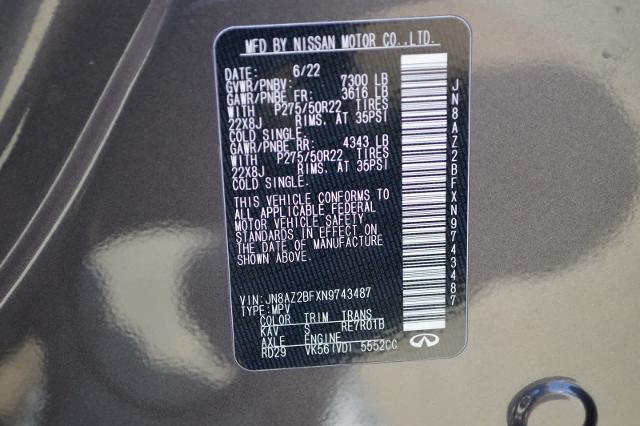 MFD BY NISSAN MOTOR CO.,LTD.
DATE: 6/22
GVWR/PNBV: 7300 LB
GAWR/PNBE FR: 3616 LB
WITH P275/50R22 TIRES
22X8J RIMS, AT 35PSI
COLD SINGLE.
GAWR/PNBE RR: 4343 LB
WITH P275/50R22 TIRES
22X8J RIMS, AT 35PSI
COLD SINGLE.
THIS VEHICLE CONFORMS TO
ALL APPLICABLE FEDERAL
MOTOR VEHICLE SAFETY
STANDARDS IN EFFECT ON
THE DATE OF MANUFACTURE
SHOWN ABOVE.
VIN: JN8AZ2BFXN9743487
TYPE: MPV
COLOR TRIM TRANS
KAV S RE7R01B
AXLE ENGINE
RD29 VK56(VD) 5552CC
JN8AZ2BFXN9743487